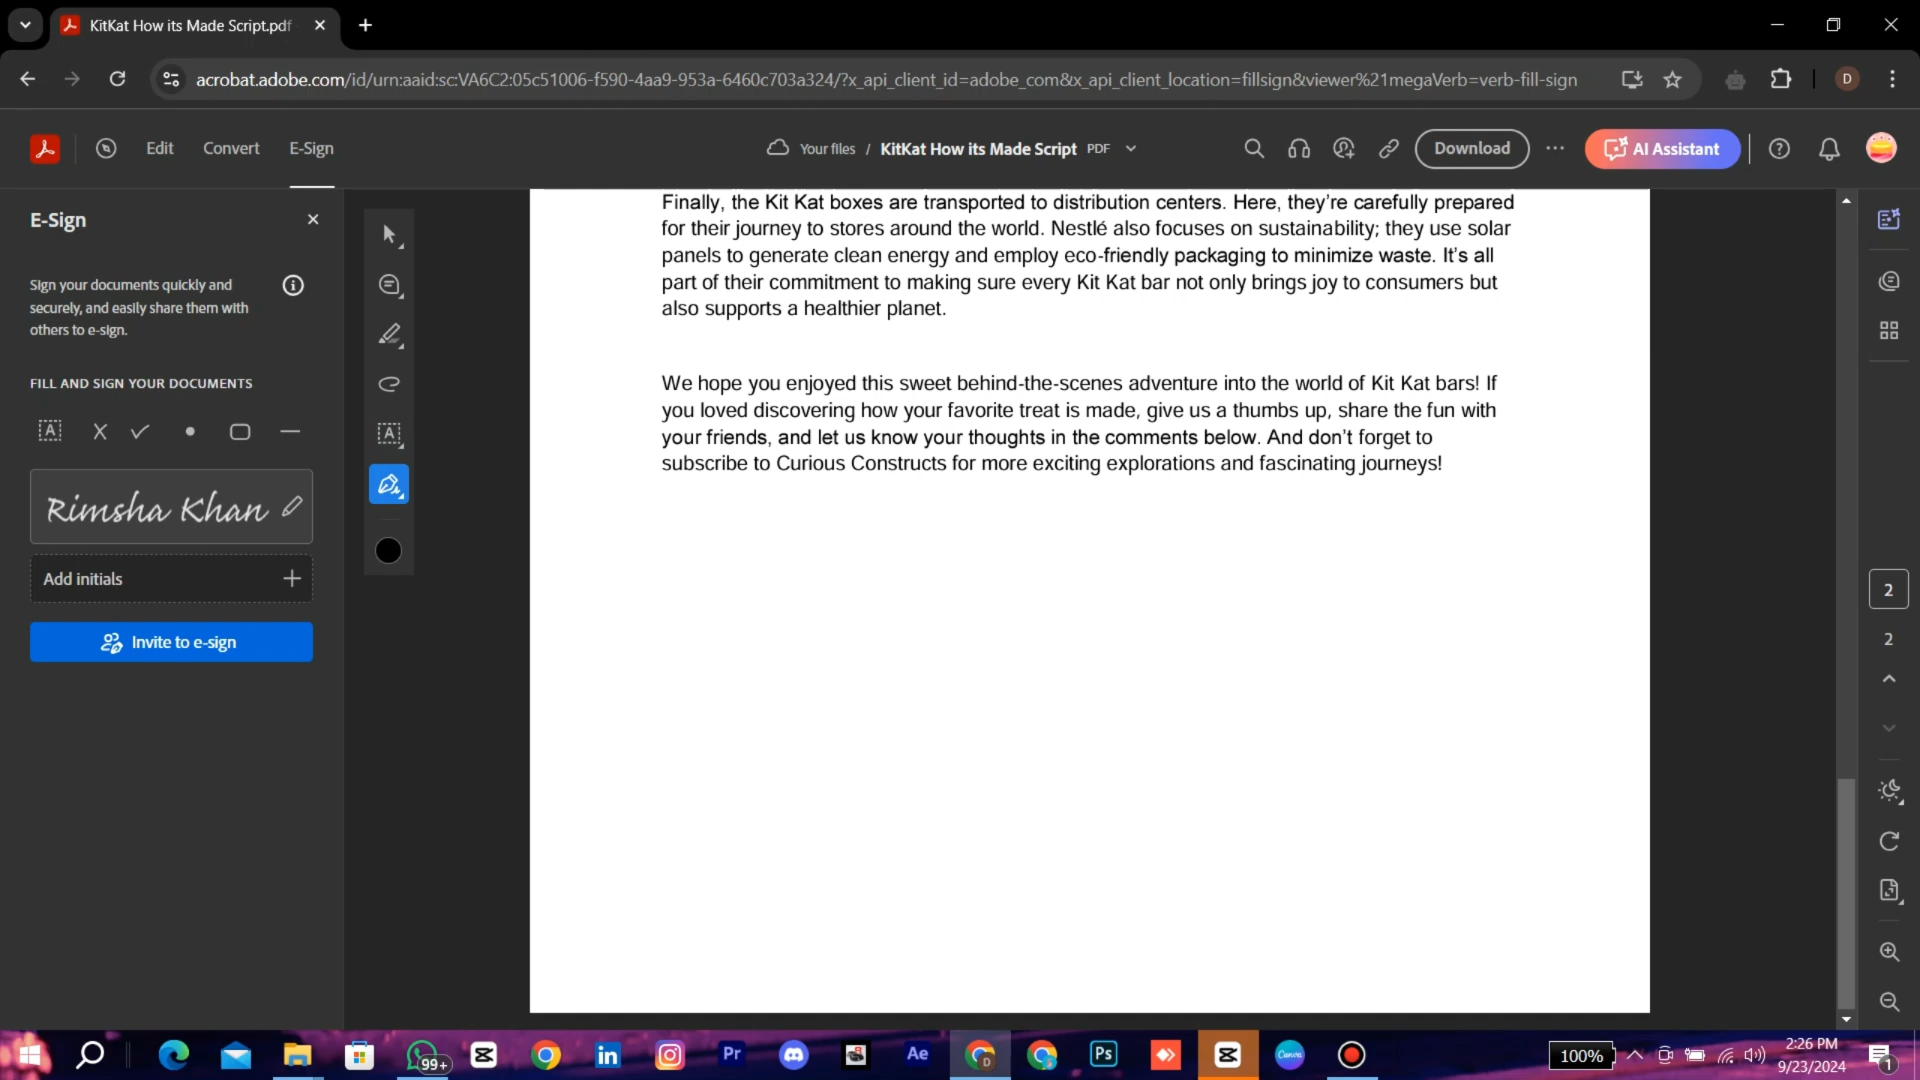 KitKat How its Made Script.pdf
acrobat.adobe.com/id/urn:aaid:sc:VA6C2:05c51006-f590-4aa9-953a-6460c703a324/?x_api_client_id=adobe_com&x_api_client_location=fillsign&viewer%21megaVerb=verb-fill-sign
D
Edit
Convert
E-Sign
Your files / KitKat How its Made Script PDF
Download
AI Assistant
E-Sign
Sign your documents quickly and
securely, and easily share them with
others to e-sign.
FILL AND SIGN YOUR DOCUMENTS
A
Rimsha Khan
Add initials
Invite to e-sign
A
Finally, the Kit Kat boxes are transported to distribution centers. Here, they're carefully prepared
for their journey to stores around the world. Nestlé also focuses on sustainability; they use solar
panels to generate clean energy and employ eco-friendly packaging to minimize waste. It's all
part of their commitment to making sure every Kit Kat bar not only brings joy to consumers but
also supports a healthier planet.
We hope you enjoyed this sweet behind-the-scenes adventure into the world of Kit Kat bars! If
you loved discovering how your favorite treat is made, give us a thumbs up, share the fun with
your friends, and let us know your thoughts in the comments below. And don't forget to
subscribe to Curious Constructs for more exciting explorations and fascinating journeys!
2
2
99+
in
Pr
Ae
D
Ps
Canva
100%
2:26 PM
9/23/2024
1